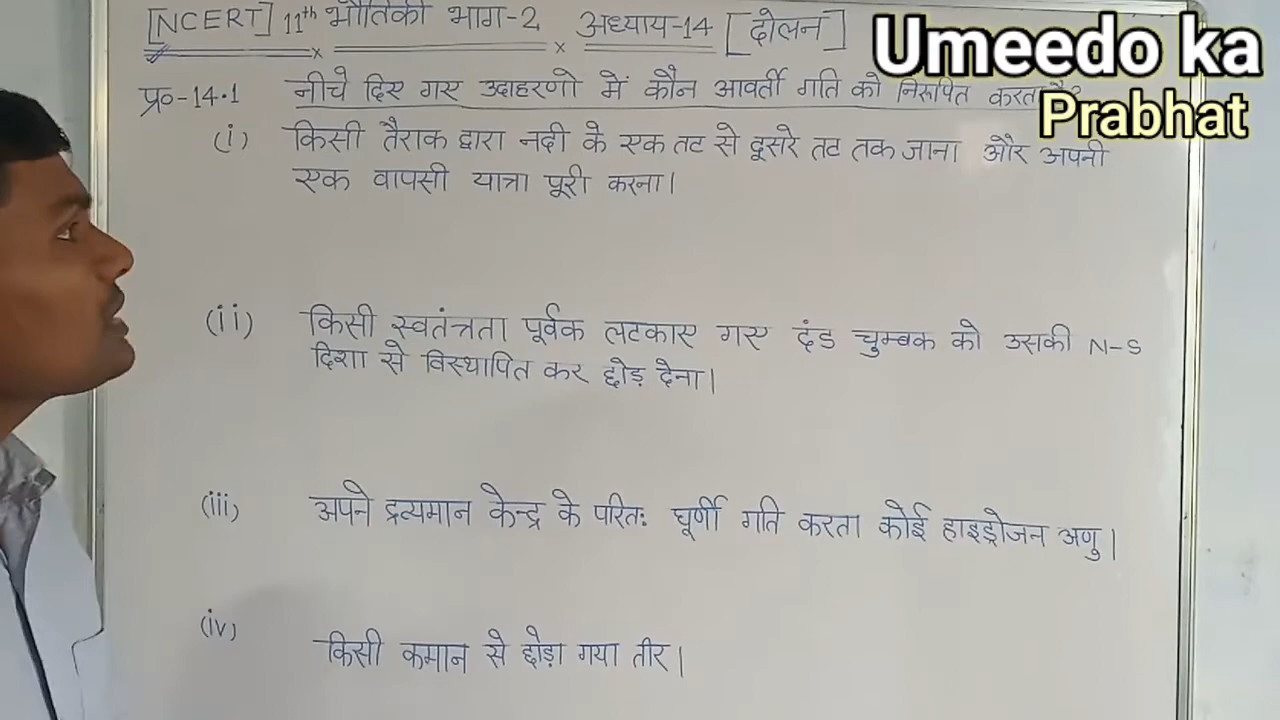 [NCERT] 11th भौतिकी भाग-2 अध्याय-14 [दोलन]
Umeedo ka
Prabhat
प्र०-14.1 नीचे दिए गए उदाहरणो में कौन आवर्ती गति को निरूपित करता है?
(i) किसी तैराक द्वारा नदी के एक तट से दूसरे तट तक जाना और अपनी
एक वापसी यात्रा पूरी करना।
(ii) किसी स्वतंत्रता पूर्वक लटकाए गए दंड चुम्बक को उसकी N-S
दिशा से विस्थापित कर छोड़ देना।
(iii) अपने द्रव्यमान केन्द्र के परितः घूर्णी गति करता कोई हाइड्रोजन अणु।
(iv) किसी कमान से छोड़ा गया तीर।